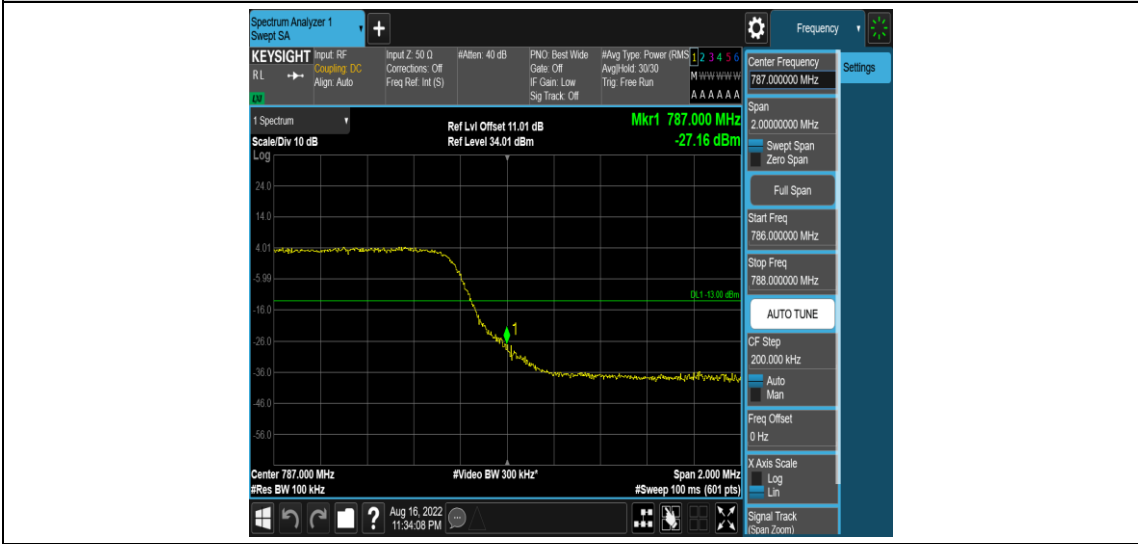 Spectrum Analyzer 1
Swept SA
+
Frequency
KEYSIGHT
RL
Input: RF
Coupling: DC
Align: Auto
Input Z: 50 Ω
Corrections: Off
Freq Ref: Int (S)
#Atten: 40 dB
PNO: Best Wide
Gate: Off
IF Gain: Low
Sig Track: Off
#Avg Type: Power (RMS
Avg|Hold: 30/30
Trig: Free Run
1 2 3 4 5 6
M W W W W W
A A A A A A
1 Spectrum
Scale/Div 10 dB
Ref Lvl Offset 11.01 dB
Ref Level 34.01 dBm
Mkr1 787.000 MHz
-27.16 dBm
Log
24.0
14.0
4.01
-5.99
DL1 -13.00 dBm
-16.0
1
-26.0
-36.0
-46.0
-56.0
Center 787.000 MHz
#Video BW 300 kHz*
Span 2.000 MHz
#Res BW 100 kHz
#Sweep 100 ms (601 pts)
?
Aug 16, 2022
11:34:08 PM
Center Frequency
787.000000 MHz
Settings
Span
2.00000000 MHz
Swept Span
Zero Span
Full Span
Start Freq
786.000000 MHz
Stop Freq
788.000000 MHz
AUTO TUNE
CF Step
200.000 kHz
Auto
Man
Freq Offset
0 Hz
X Axis Scale
Log
Lin
Signal Track
(Span Zoom)